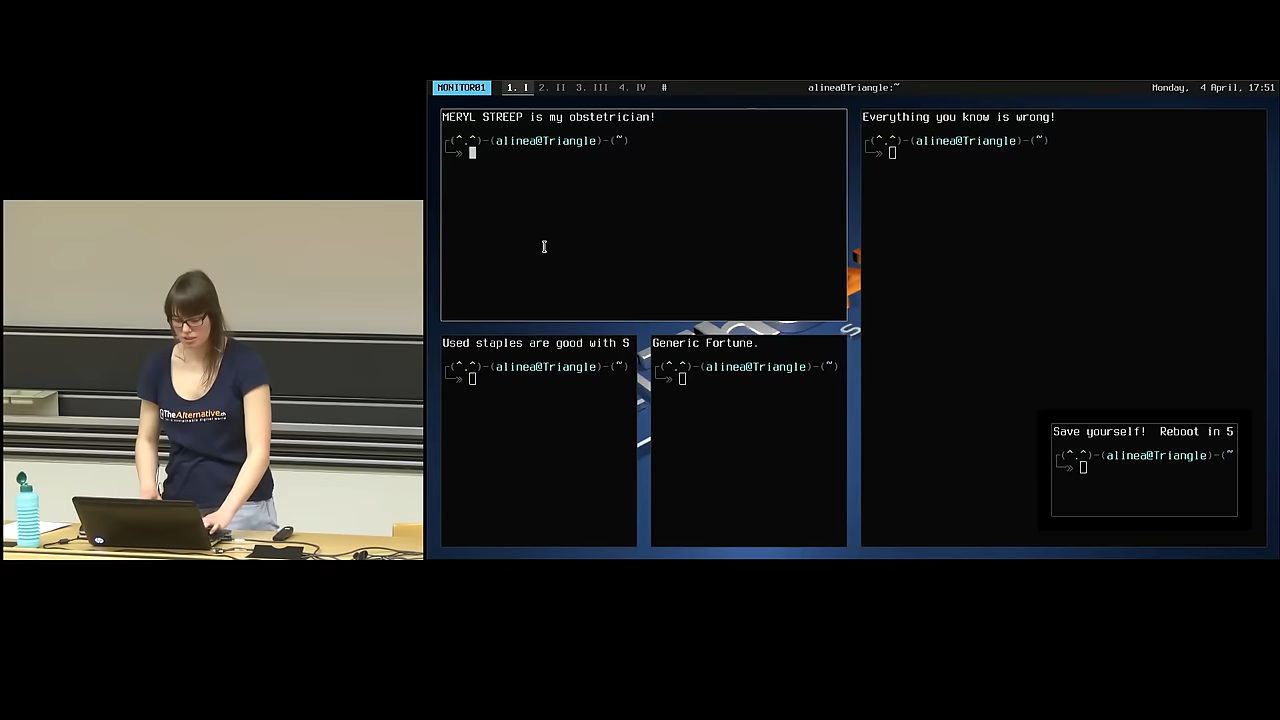 MONITOR01 1. I 2. II 3. III 4. IV # alinea@Triangle:~ Monday, 4 April, 17:51
MERYL STREEP is my obstetrician!
┌(^.^)-(alinea@Triangle)-(~)
└─»
Everything you know is wrong!
┌(^.^)-(alinea@Triangle)-(~)
└─»
Used staples are good with S
┌(^.^)-(alinea@Triangle)-(~)
└─»
Generic Fortune.
┌(^.^)-(alinea@Triangle)-(~)
└─»
Save yourself!  Reboot in 5
┌(^.^)-(alinea@Triangle)-(~
└─»
TheAlternative.ch
hp